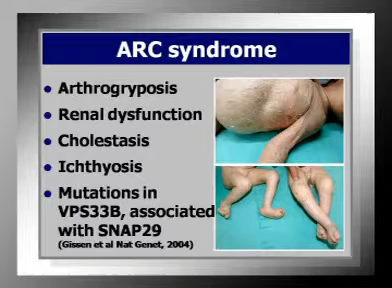 ARC syndrome
Arthrogryposis
Renal dysfunction
Cholestasis
Ichthyosis
Mutations in
VPS33B, associated
with SNAP29
(Gissen et al Nat Genet, 2004)